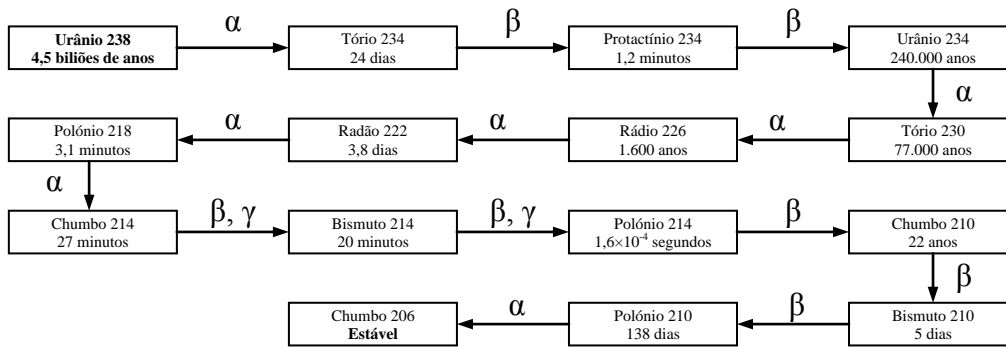 α
β
β
Urânio 238
4,5 biliões de anos
Tório 234
24 dias
Protactínio 234
1,2 minutos
Urânio 234
240.000 anos
α
α
α
α
Polónio 218
3,1 minutos
Radão 222
3,8 dias
Rádio 226
1.600 anos
Tório 230
77.000 anos
α
β, γ
β, γ
β
Chumbo 214
27 minutos
Bismuto 214
20 minutos
Polónio 214
1,6×10⁻⁴ segundos
Chumbo 210
22 anos
β
α
β
Chumbo 206
Estável
Polónio 210
138 dias
Bismuto 210
5 dias